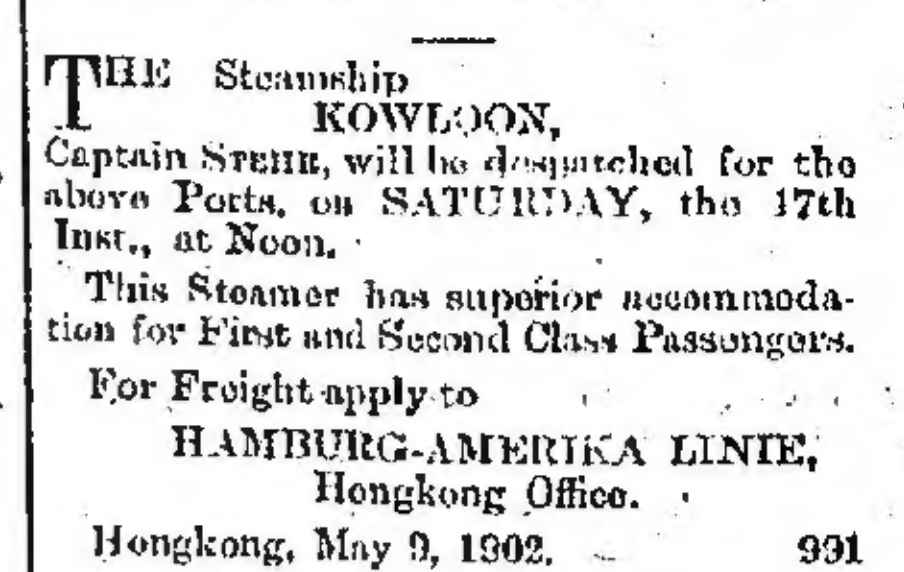 THE Steamship
KOWLOON,
Captain STEHR, will be despatched for the
above Ports, on SATURDAY, the 17th
Inst., at Noon.
This Steamer has superior accommoda-
tion for First and Second Class Passengers.
For Freight apply to
HAMBURG-AMERIKA LINIE,
Hongkong Office.
Hongkong, May 9, 1902. 991